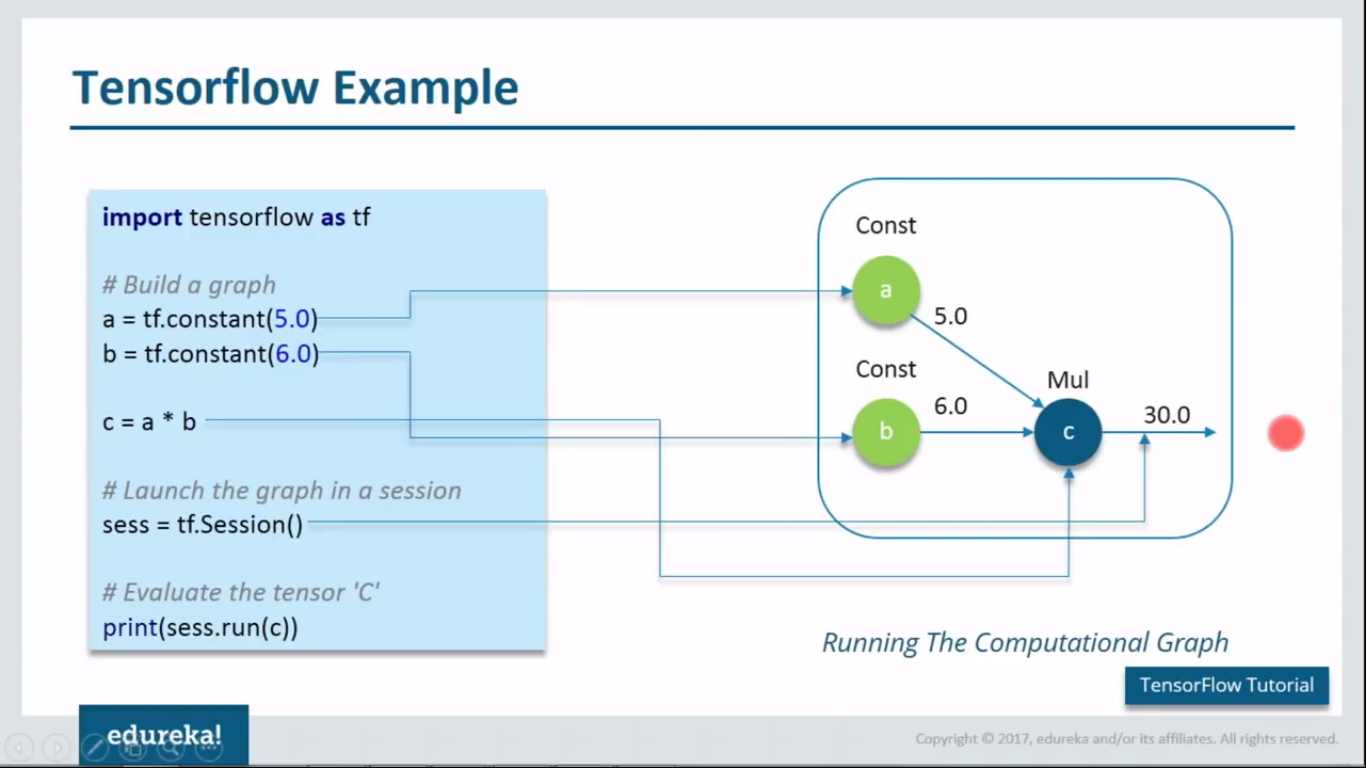 Tensorflow Example
import tensorflow as tf
# Build a graph
a = tf.constant(5.0)
b = tf.constant(6.0)
c = a * b
# Launch the graph in a session
sess = tf.Session()
# Evaluate the tensor 'C'
print(sess.run(c))
Const
a
5.0
Const
b
6.0
Mul
c
30.0
Running The Computational Graph
TensorFlow Tutorial
edureka!
Copyright © 2017, edureka and/or its affiliates. All rights reserved.